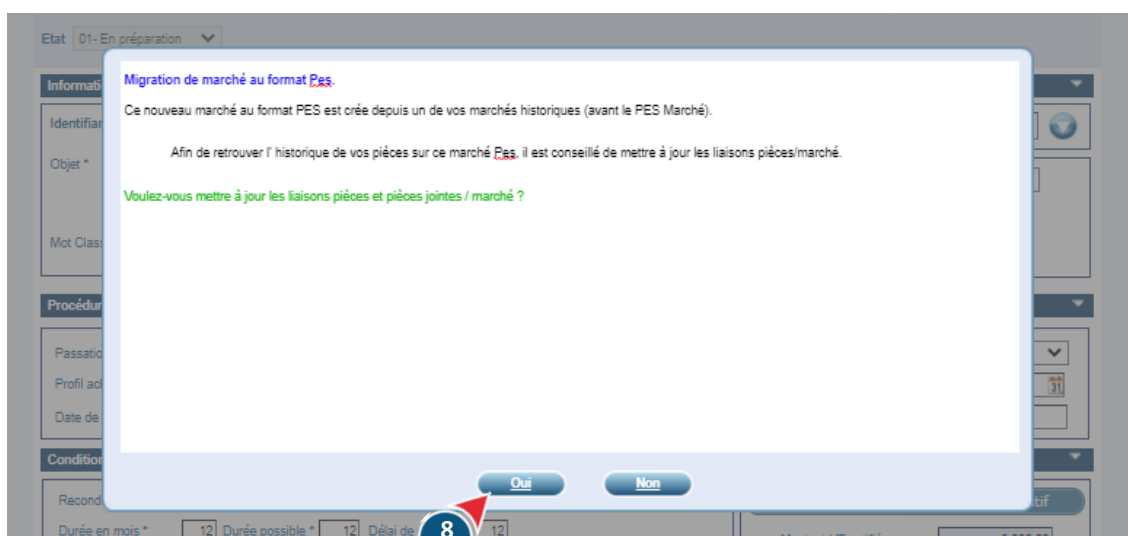 Etat 01- En préparation
Migration de marché au format Pes.
Informati
Ce nouveau marché au format PES est crée depuis un de vos marchés historiques (avant le PES Marché).
Identifian
Afin de retrouver l' historique de vos pièces sur ce marché Pes, il est conseillé de mettre à jour les liaisons pièces/marché.
Objet *
Voulez-vous mettre à jour les liaisons pièces et pièces jointes / marché ?
Mot Clas
Procédur
Passatio
Profil ac
31
Date de
Condition
Oui Non
Recond
tif
Durée en mois * 12 Durée possible * 12 Délai de 8 12